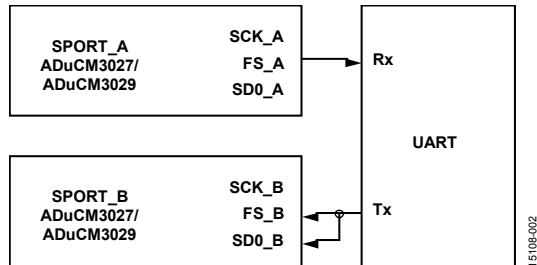 SPORT_A
ADuCM3027/
ADuCM3029
SCK_A
FS_A
SD0_A
Rx
UART
SPORT_B
ADuCM3027/
ADuCM3029
SCK_B
FS_B
SD0_B
Tx
15108-002